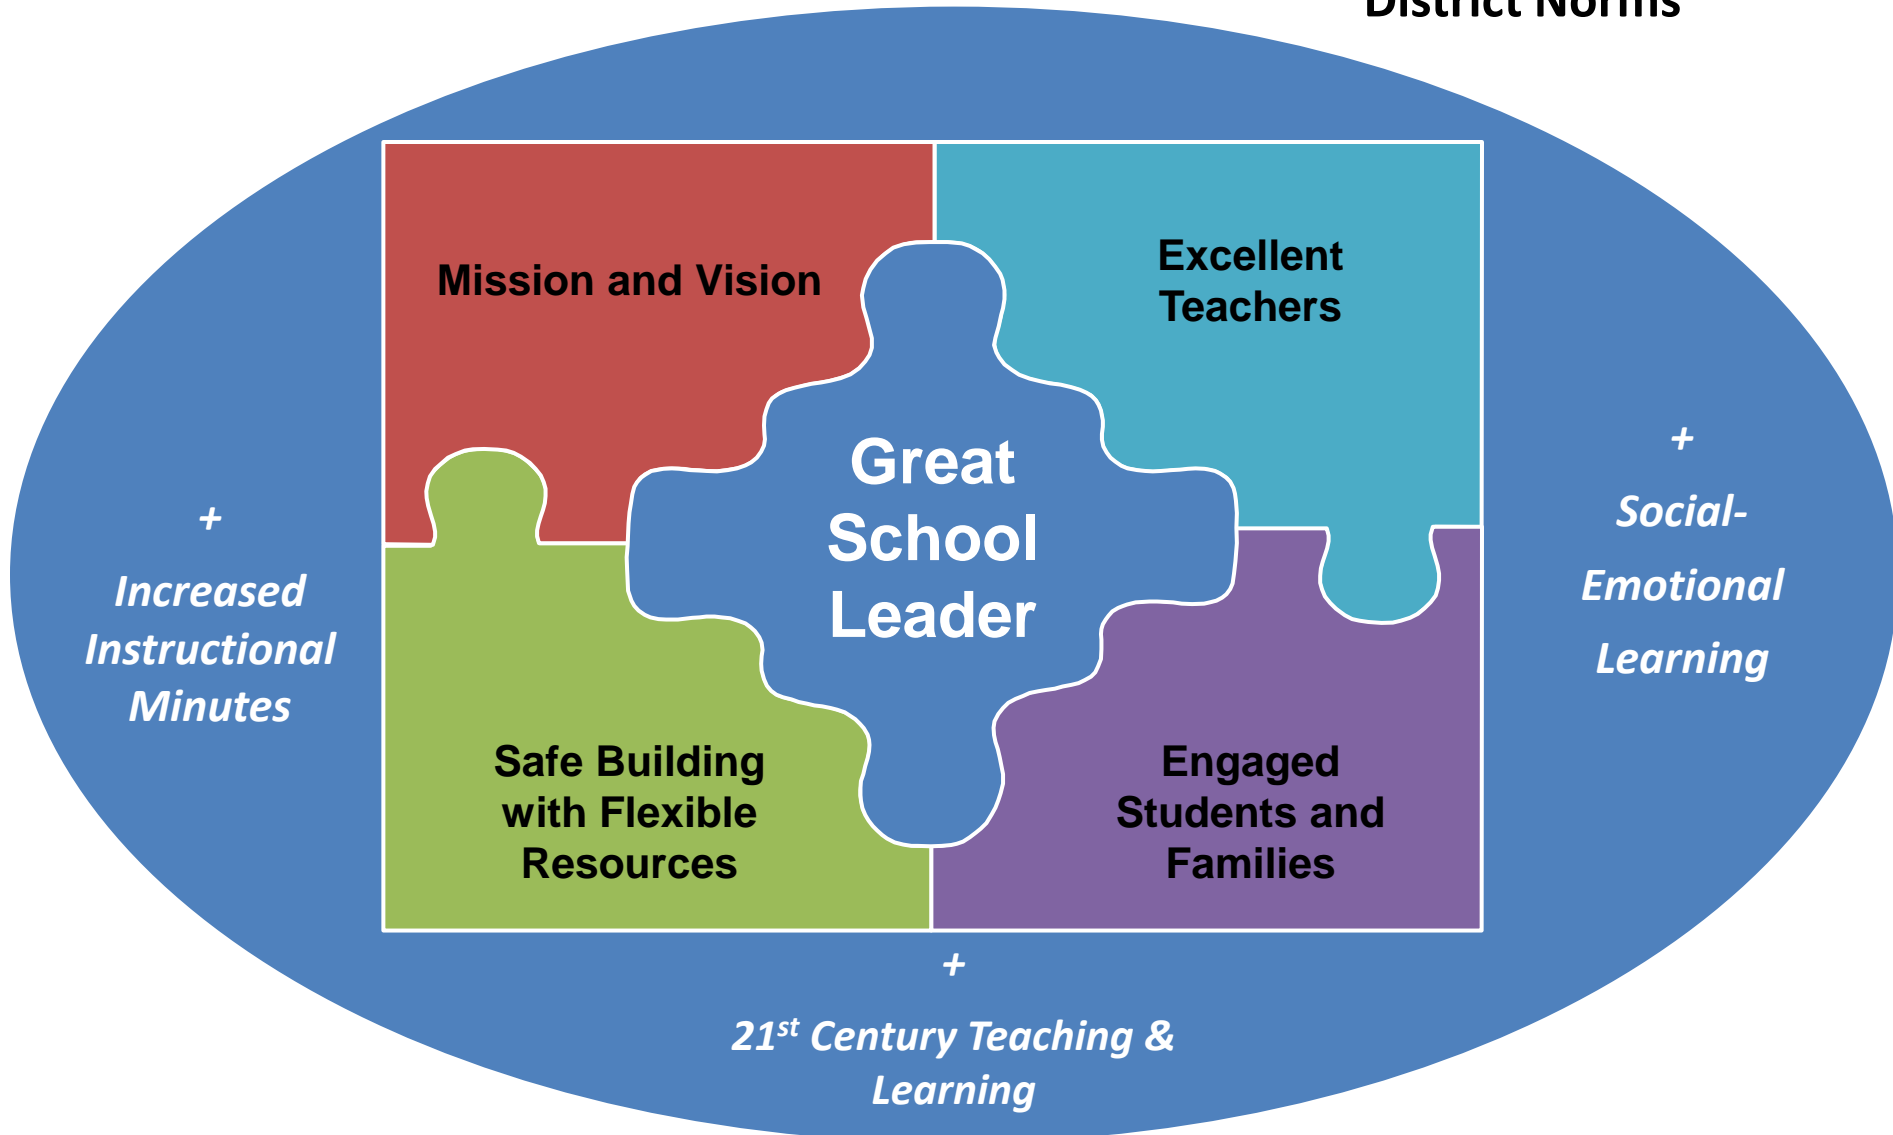 District Norms
Mission and Vision
Excellent
Teachers
Great
School
Leader
+
Increased
Instructional
Minutes
+
Social-
Emotional
Learning
Safe Building
with Flexible
Resources
Engaged
Students and
Families
+
21st Century Teaching &
Learning